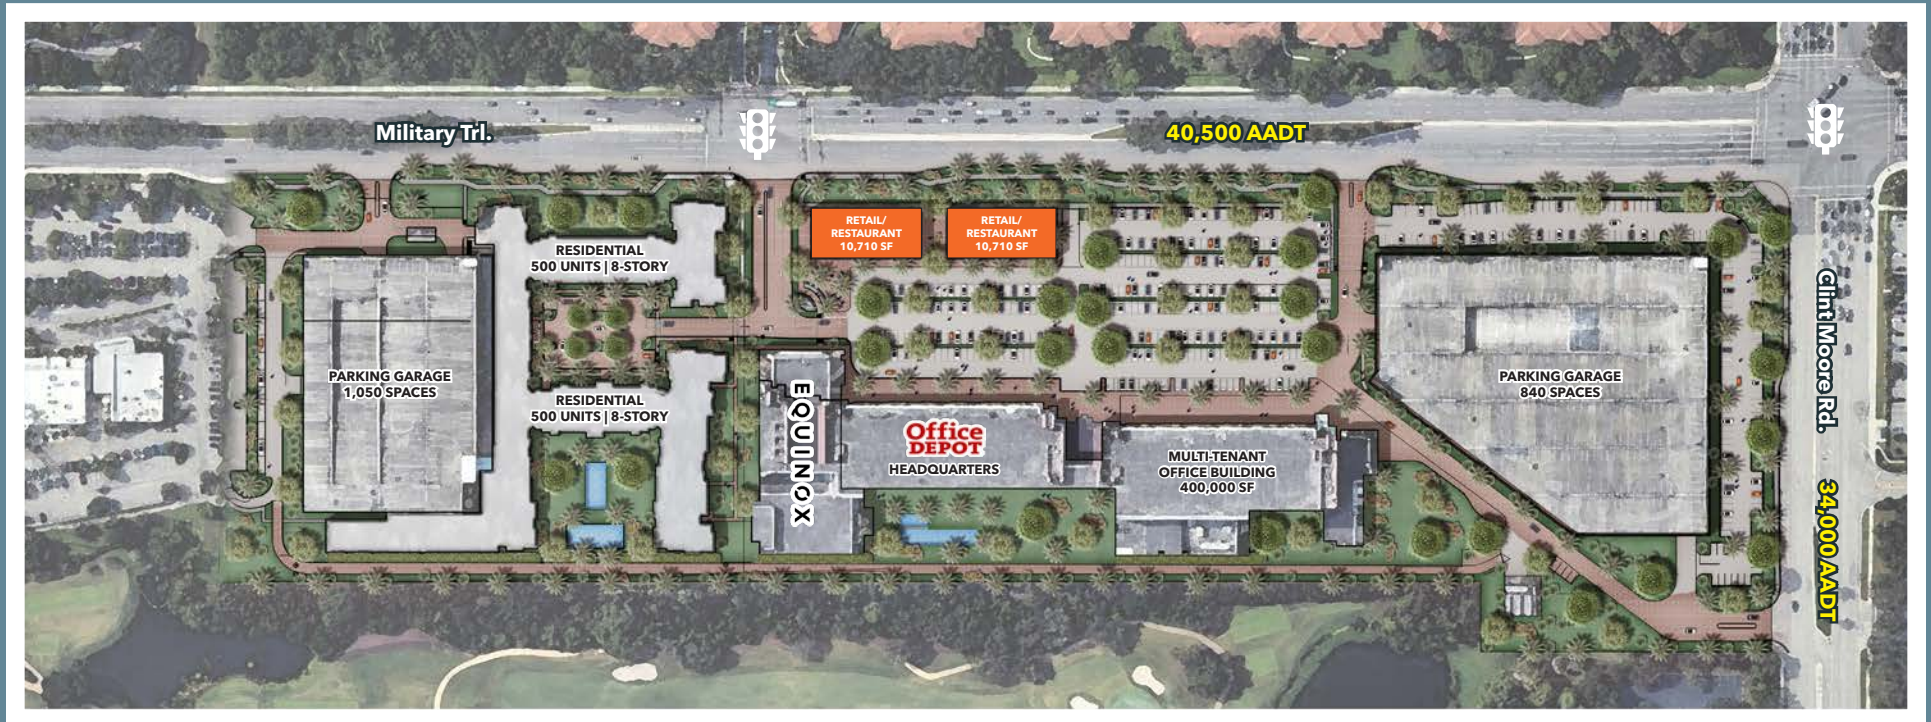 Military Trl.
40,500 AADT
RETAIL/
RESTAURANT
10,710 SF
RETAIL/
RESTAURANT
10,710 SF
RESIDENTIAL
500 UNITS | 8-STORY
PARKING GARAGE
1,050 SPACES
RESIDENTIAL
500 UNITS | 8-STORY
EQUINOX
Office
DEPOT
HEADQUARTERS
MULTI-TENANT
OFFICE BUILDING
400,000 SF
PARKING GARAGE
840 SPACES
Clint Moore Rd.
34,000 AADT